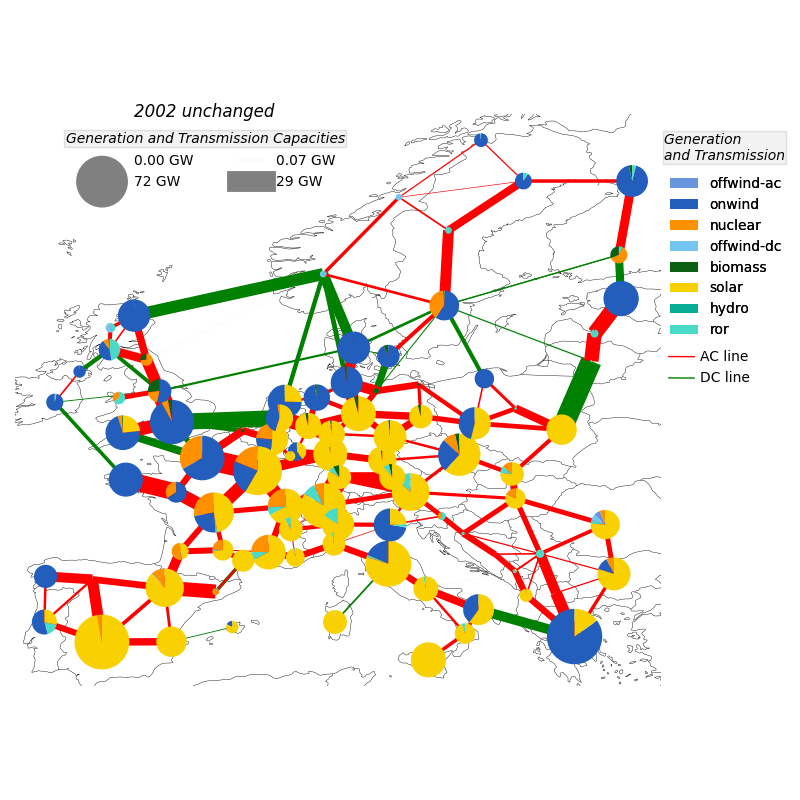 2002 unchanged
Generation and Transmission Capacities
0.00 GW
0.07 GW
72 GW
29 GW
Generation
and Transmission
offwind-ac
onwind
nuclear
offwind-dc
biomass
solar
hydro
ror
AC line
DC line